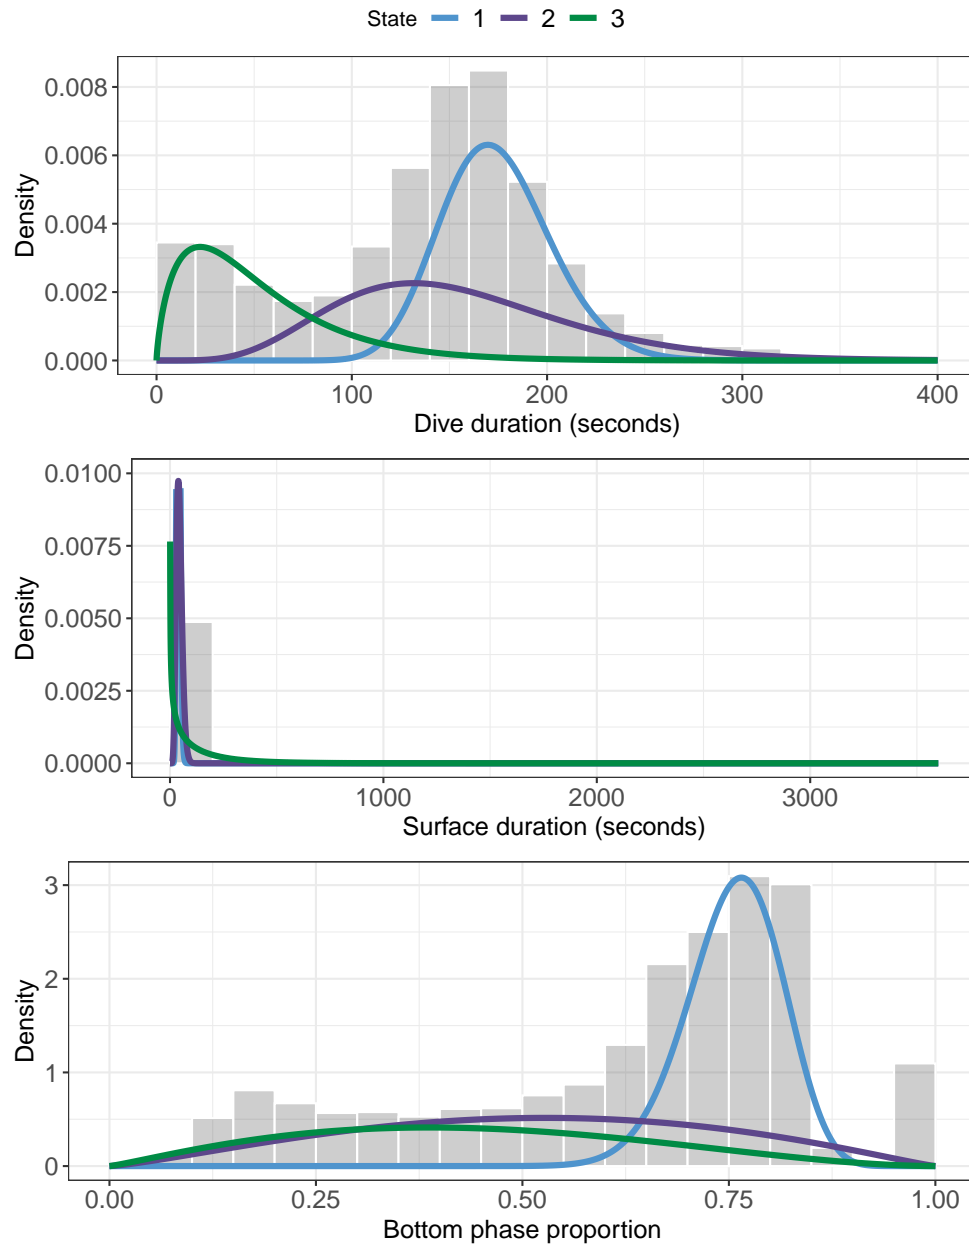 State 1 2 3
0.008
0.006
0.004
0.002
0.000
Density
0 100 200 300 400
Dive duration (seconds)
0.0100
0.0075
0.0050
0.0025
0.0000
Density
0 1000 2000 3000
Surface duration (seconds)
3
2
1
0
Density
0.00 0.25 0.50 0.75 1.00
Bottom phase proportion